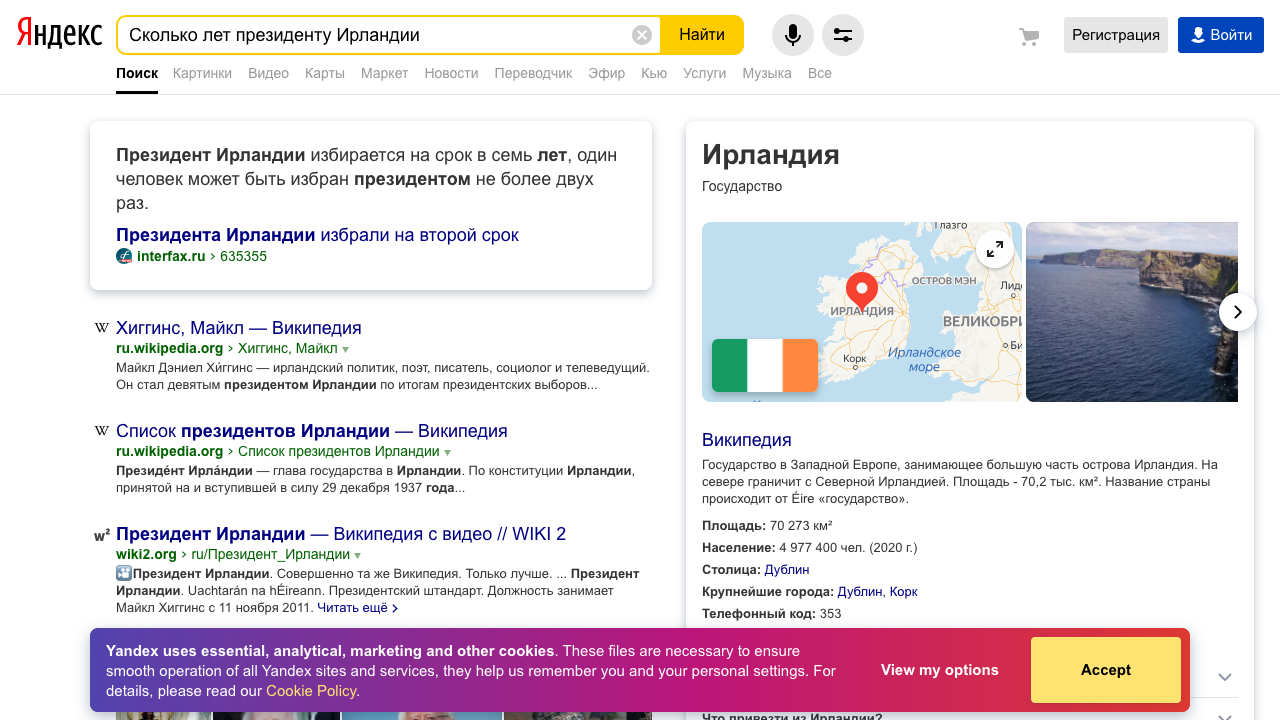 Яндекс
Сколько лет президенту Ирландии
Найти
Регистрация
Войти
Поиск Картинки Видео Карты Маркет Новости Переводчик Эфир Кью Услуги Музыка Все
Президент Ирландии избирается на срок в семь лет, один
человек может быть избран президентом не более двух
раз.
Президента Ирландии избрали на второй срок
interfax.ru › 635355
Хиггинс, Майкл — Википедия
ru.wikipedia.org › Хиггинс, Майкл
Майкл Дэниел Хи́ггинс — ирландский политик, поэт, писатель, социолог и телеведущий.
Он стал девятым президентом Ирландии по итогам президентских выборов...
Список президентов Ирландии — Википедия
ru.wikipedia.org › Список президентов Ирландии
Президе́нт Ирла́ндии — глава государства в Ирландии. По конституции Ирландии,
принятой на и вступившей в силу 29 декабря 1937 года...
Президент Ирландии — Википедия с видео // WIKI 2
wiki2.org › ru/Президент_Ирландии
Президент Ирландии. Совершенно та же Википедия. Только лучше. ... Президент
Ирландии. Uachtarán na hÉireann. Президентский штандарт. Должность занимает
Майкл Хиггинс с 11 ноября 2011. Читать ещё ›
Ирландия
Государство
Глазго
ОСТРОВ МЭН
ИРЛАНДИЯ
ВЕЛИКОБРИ
Корк
Ирландское
море
Википедия
Государство в Западной Европе, занимающее большую часть острова Ирландия. На
севере граничит с Северной Ирландией. Площадь - 70,2 тыс. км². Название страны
происходит от Éire «государство».
Площадь: 70 273 км²
Население: 4 977 400 чел. (2020 г.)
Столица: Дублин
Крупнейшие города: Дублин, Корк
Телефонный код: 353
Что привезти из Ирландии?
Yandex uses essential, analytical, marketing and other cookies. These files are necessary to ensure
smooth operation of all Yandex sites and services, they help us remember you and your personal settings. For
details, please read our Cookie Policy.
View my options
Accept